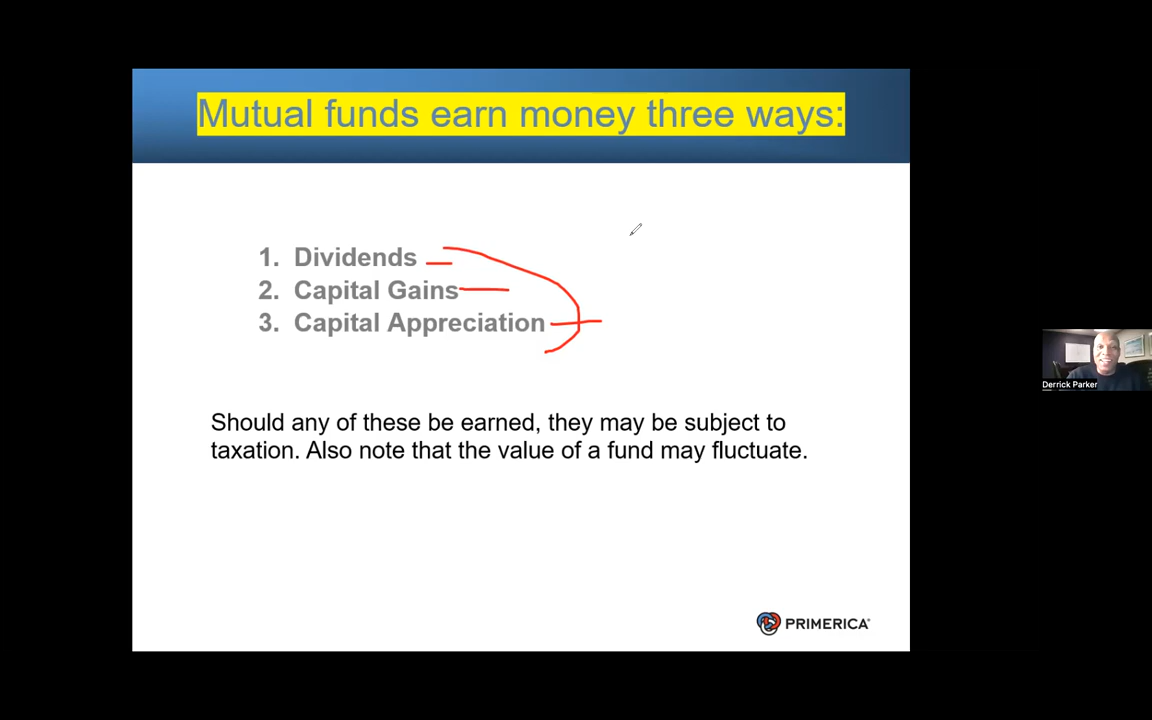 Mutual funds earn money three ways:
1. Dividends
2. Capital Gains
3. Capital Appreciation
Derrick Parker
Should any of these be earned, they may be subject to
taxation. Also note that the value of a fund may fluctuate.
PRIMERICA®